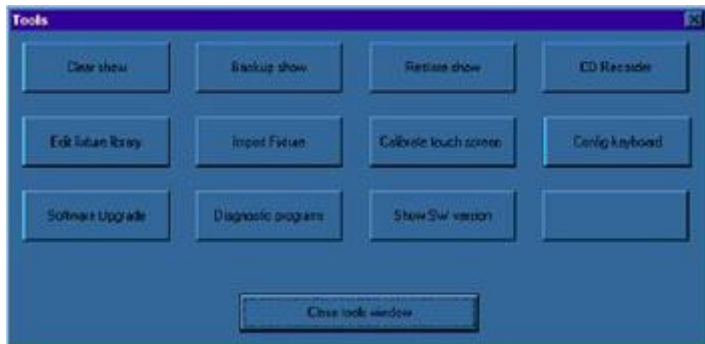 Tools
Clear show
Backup show
Restore show
CD Recorder
Edit fixture library
Import Fixture
Calibrate touch screen
Config keyboard
Software Upgrade
Diagnostic programs
Show SW version
Close tools window